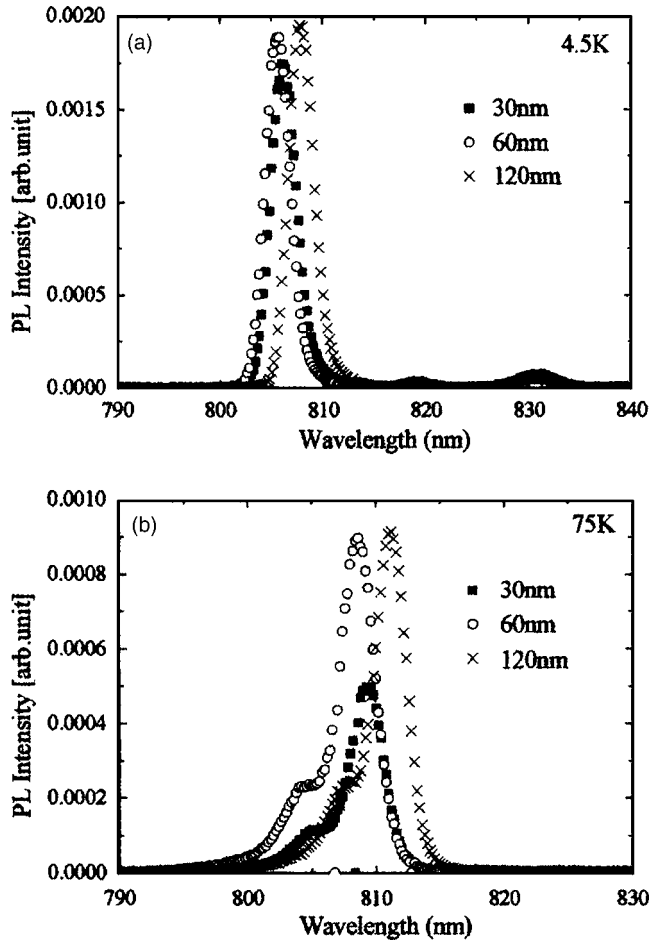 (a)
4.5K
0.0020
0.0015
0.0010
0.0005
0.0000
PL Intensity [arb.unit]
30nm
60nm
120nm
790 800 810 820 830 840
Wavelength (nm)
(b)
75K
0.0010
0.0008
0.0006
0.0004
0.0002
0.0000
PL Intensity [arb.unit]
30nm
60nm
120nm
790 800 810 820 830
Wavelength (nm)